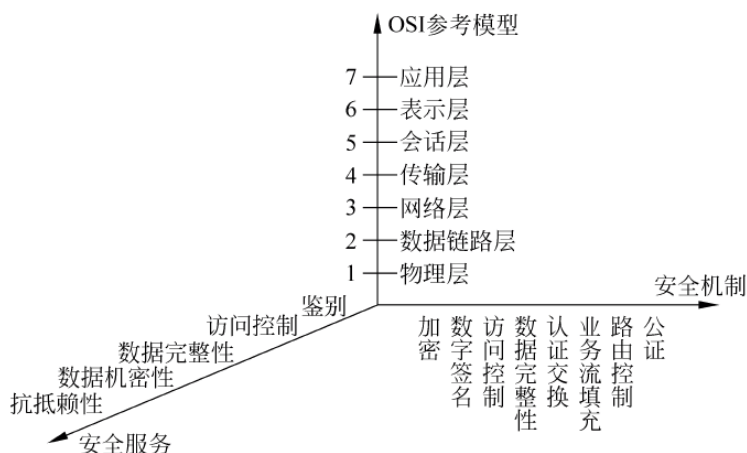 OSI参考模型
7 应用层
6 表示层
5 会话层
4 传输层
3 网络层
2 数据链路层
1 物理层
安全机制
鉴别
访问控制
数据完整性
数据机密性
抗抵赖性
安全服务
加密
数字签名
访问控制
数据完整性
认证交换
业务流填充
路由控制
公证